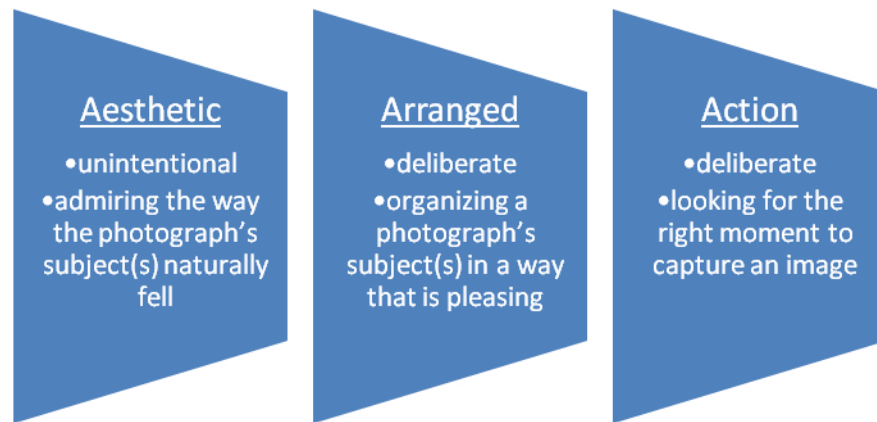 Aesthetic
•unintentional
•admiring the way
the photograph’s
subject(s) naturally
fell
Arranged
•deliberate
•organizing a
photograph’s
subject(s) in a way
that is pleasing
Action
•deliberate
•looking for the
right moment to
capture an image